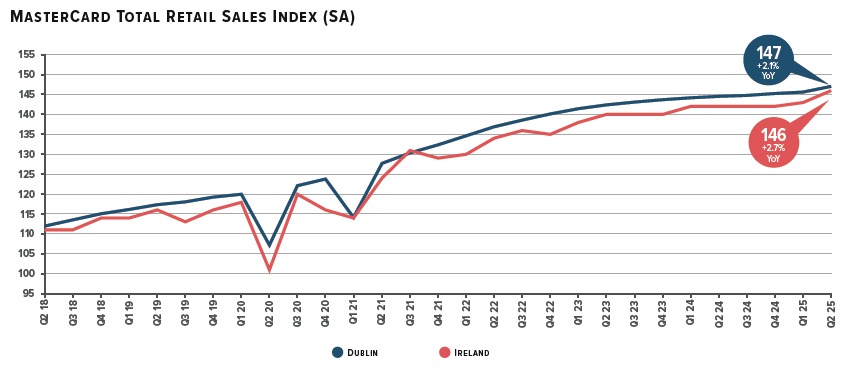 MasterCard Total Retail Sales Index (SA)
155
150
145
140
135
130
125
120
115
110
105
100
95
147
+2.1%
YoY
146
+2.7%
YoY
Q2 18
Q3 18
Q4 18
Q1 19
Q2 19
Q3 19
Q4 19
Q1 20
Q2 20
Q3 20
Q4 20
Q1 21
Q2 21
Q3 21
Q4 21
Q1 22
Q2 22
Q3 22
Q4 22
Q1 23
Q2 23
Q3 23
Q4 23
Q1 24
Q2 24
Q3 24
Q4 24
Q1 25
Q2 25
Dublin
Ireland